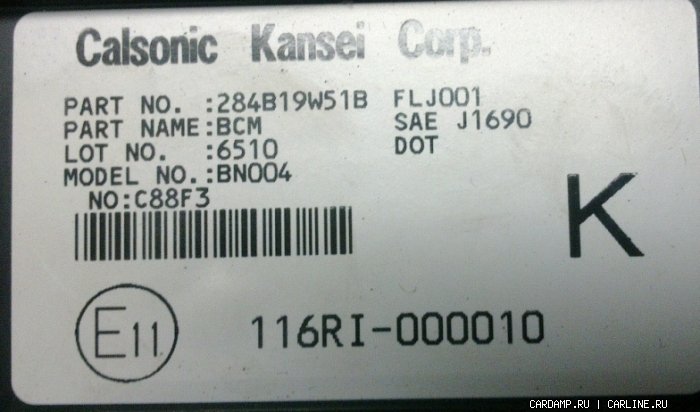 Calsonic Kansei Corp.
PART NO. :284B19W51B FLJ001
PART NAME:BCM SAE J1690
LOT NO. :6510 DOT
MODEL NO.:BN004
NO:C88F3
K
E11 116RI-000010
CARDAMP.RU | CARLINE.RU